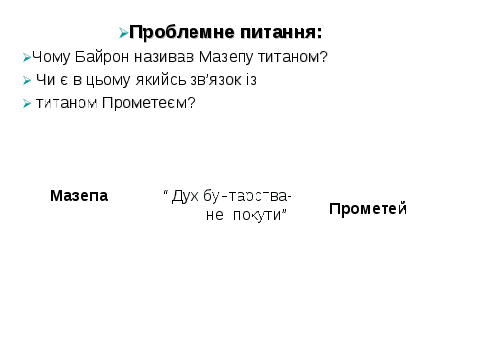 Проблемне питання:
Чому Байрон називав Мазепу титаном?
Чи є в цьому якийсь зв’язок із
титаном Прометеєм?
Мазепа
“ Дух бунтарства-
не покути”
Прометей